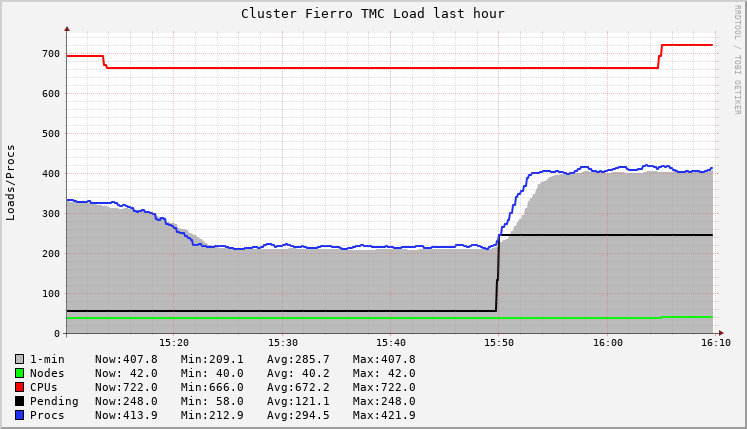 Cluster Fierro TMC Load last hour
RRDTOOL / TOBI OETIKER
Loads/Procs
700
600
500
400
300
200
100
0
15:20 15:30 15:40 15:50 16:00 16:10
1-min Now:407.8 Min:209.1 Avg:285.7 Max:407.8
Nodes Now: 42.0 Min: 40.0 Avg: 40.2 Max: 42.0
CPUs Now:722.0 Min:666.0 Avg:672.2 Max:722.0
Pending Now:248.0 Min: 58.0 Avg:121.1 Max:248.0
Procs Now:413.9 Min:212.9 Avg:294.5 Max:421.9